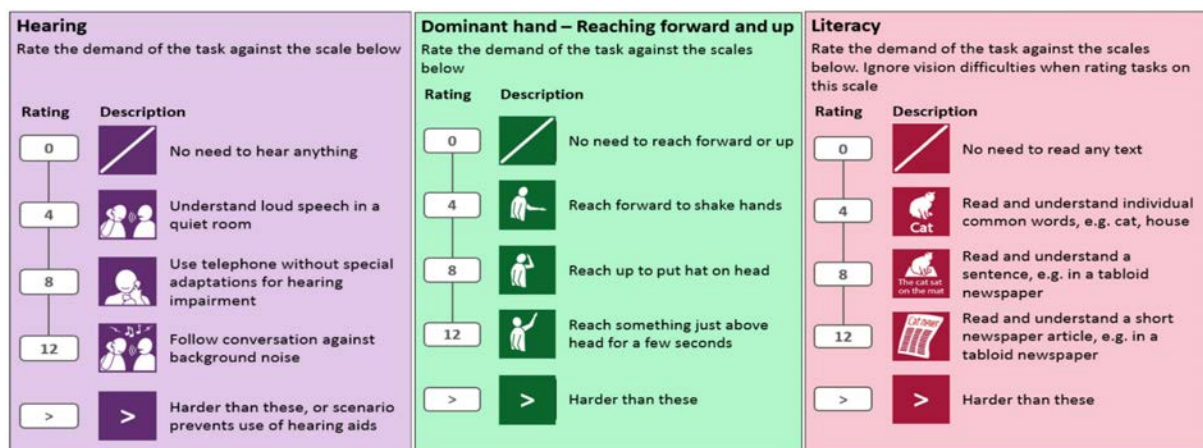 Hearing
Rate the demand of the task against the scale below
Rating Description
0 No need to hear anything
4 Understand loud speech in a
quiet room
8 Use telephone without special
adaptations for hearing
impairment
12 Follow conversation against
background noise
> > Harder than these, or scenario
prevents use of hearing aids
Dominant hand – Reaching forward and up
Rate the demand of the task against the scales
below
Rating Description
0 No need to reach forward or up
4 Reach forward to shake hands
8 Reach up to put hat on head
12 Reach something just above
head for a few seconds
> > Harder than these
Literacy
Rate the demand of the task against the scales
below. Ignore vision difficulties when rating tasks on
this scale
Rating Description
0 No need to read any text
4 Cat Read and understand individual
common words, e.g. cat, house
8 The cat sat
on the mat
Read and understand a
sentence, e.g. in a tabloid
newspaper
12 Cat news Read and understand a short
newspaper article, e.g. in a
tabloid newspaper
> > Harder than these